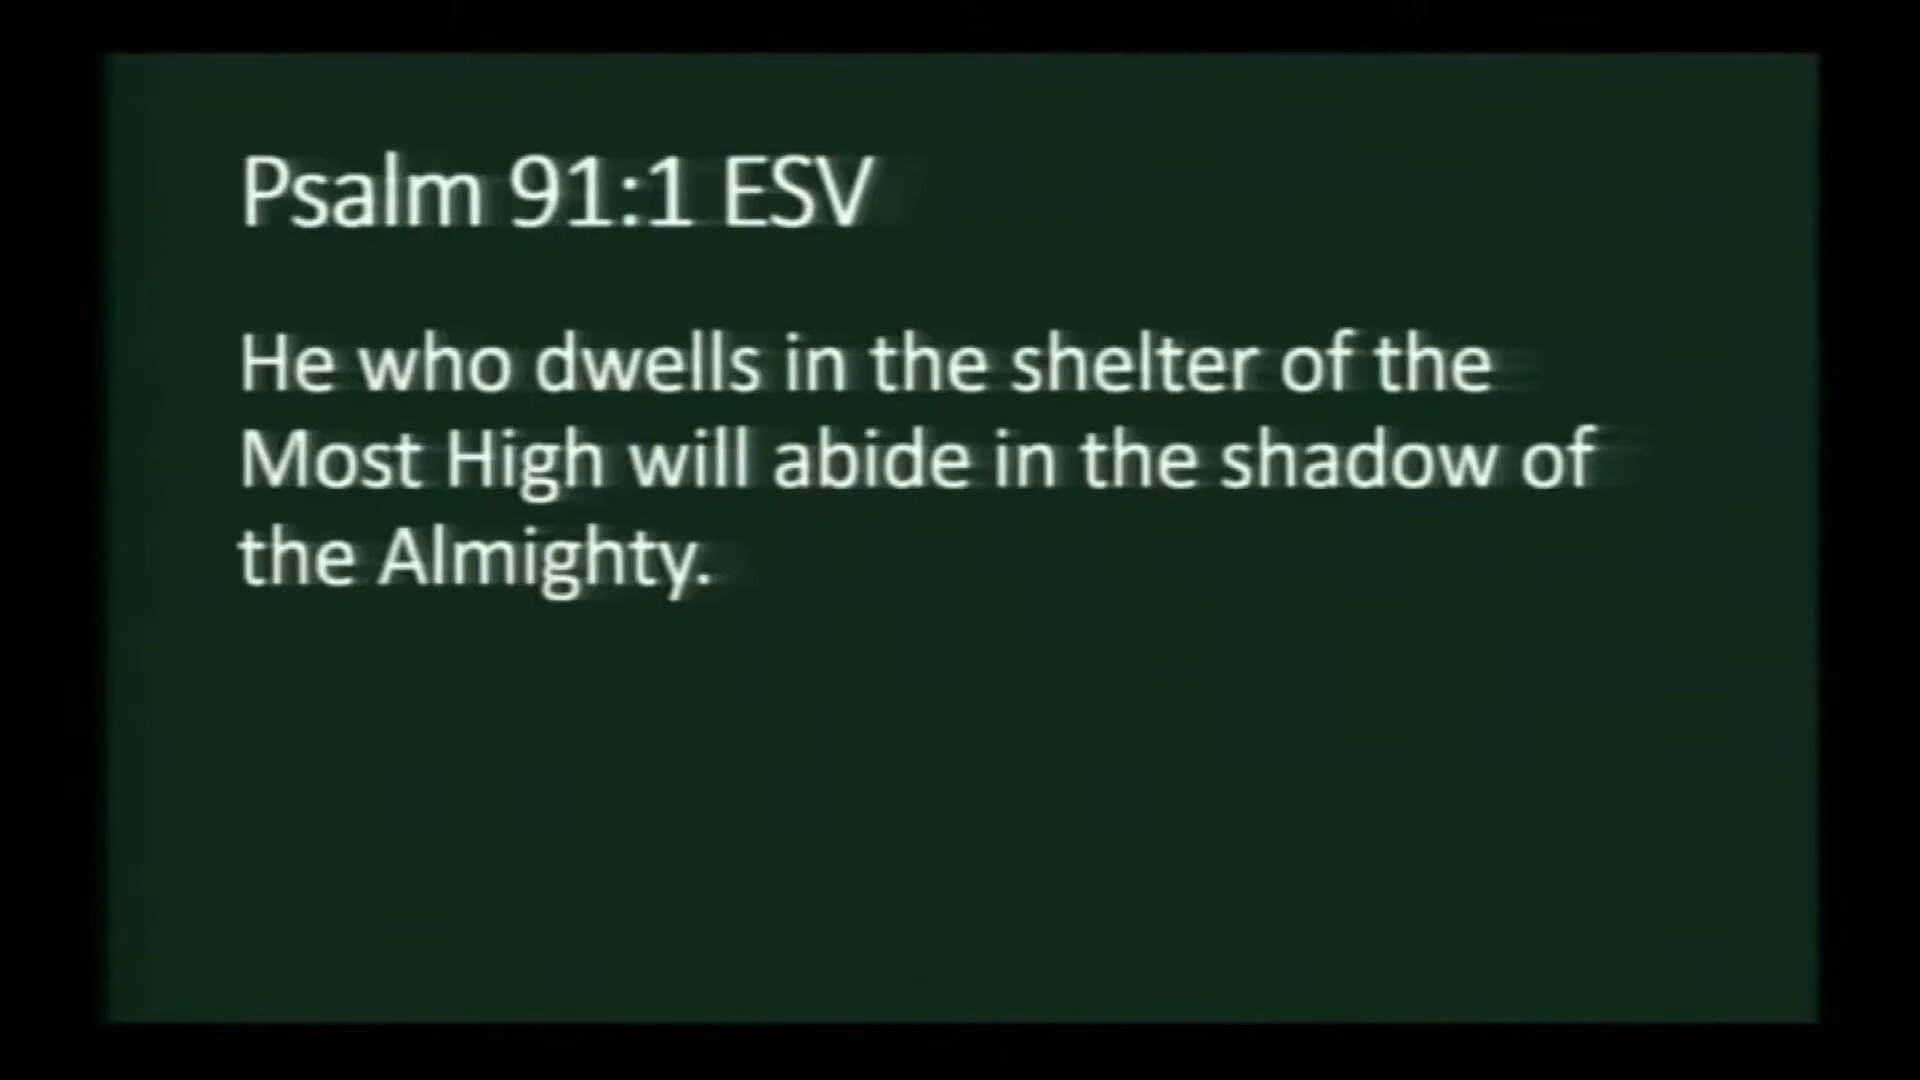 Psalm 91:1 ESV
He who dwells in the shelter of the
Most High will abide in the shadow of
the Almighty.